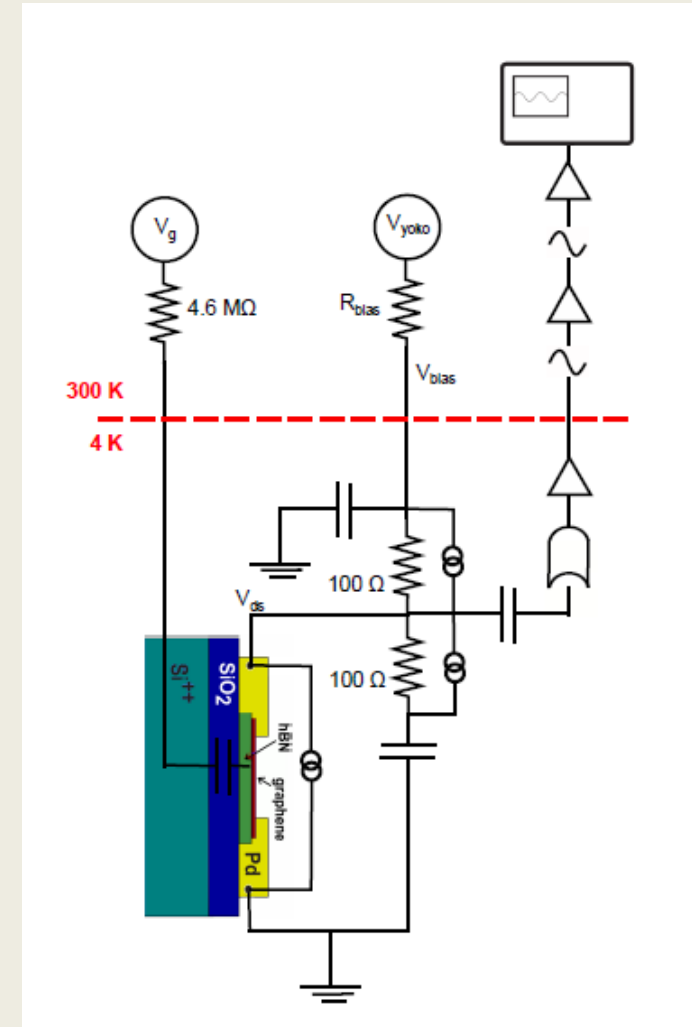 Vg
Vyoko
4.6 MΩ
Rbias
Vbias
300 K
4 K
100 Ω
Vds
100 Ω
Si++
SiO2
hBN
graphene
Pd